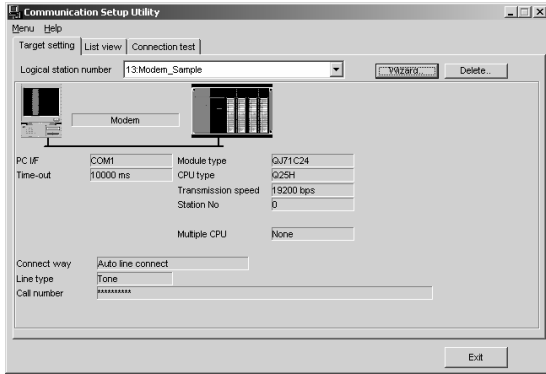 Communication Setup Utility
Menu Help
Target setting List view Connection test
Logical station number 13:Modem_Sample Wizard... Delete..
Modem
PC I/F COM1 Module type QJ71C24
Time-out 10000 ms CPU type Q25H
Transmission speed 19200 bps
Station No 0
Multiple CPU None
Connect way Auto line connect
Line type Tone
Call number **********
Exit